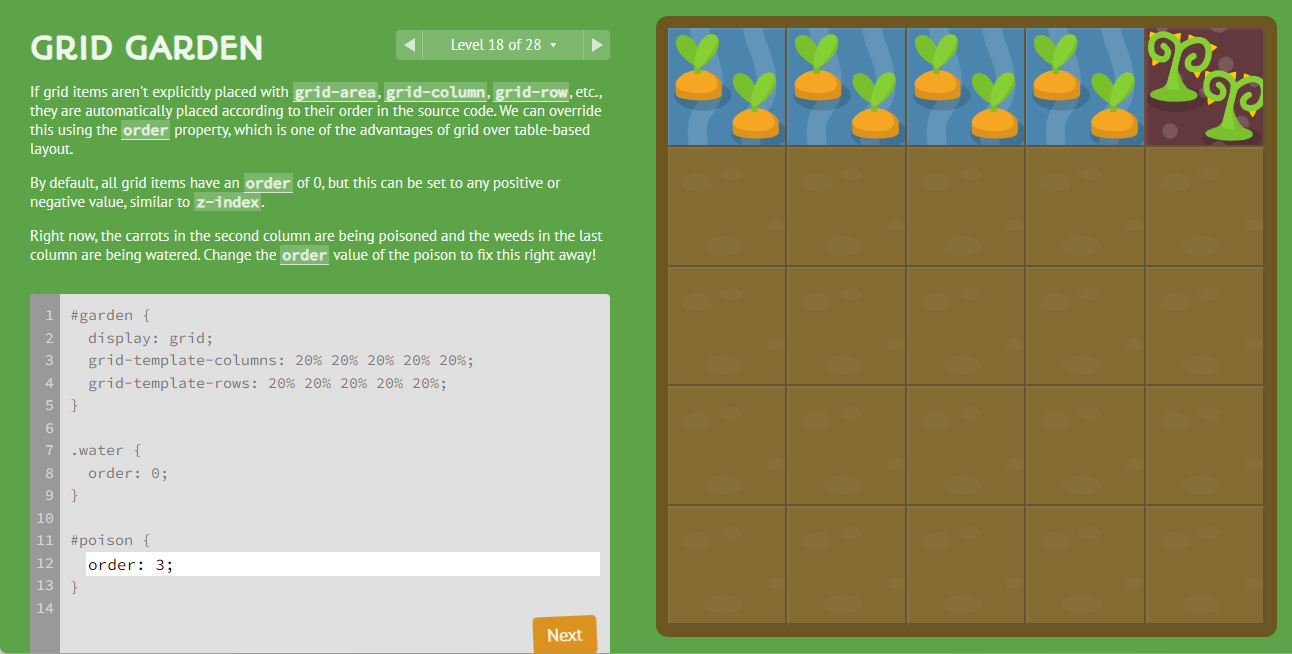 GRID GARDEN
◀ Level 18 of 28 ▾ ▶
If grid items aren't explicitly placed with grid-area, grid-column, grid-row, etc.,
they are automatically placed according to their order in the source code. We can override
this using the order property, which is one of the advantages of grid over table-based
layout.
By default, all grid items have an order of 0, but this can be set to any positive or
negative value, similar to z-index.
Right now, the carrots in the second column are being poisoned and the weeds in the last
column are being watered. Change the order value of the poison to fix this right away!
1 #garden {
2   display: grid;
3   grid-template-columns: 20% 20% 20% 20% 20%;
4   grid-template-rows: 20% 20% 20% 20% 20%;
5 }
6
7 .water {
8   order: 0;
9 }
10
11 #poison {
12   order: 3;
13 }
14
Next